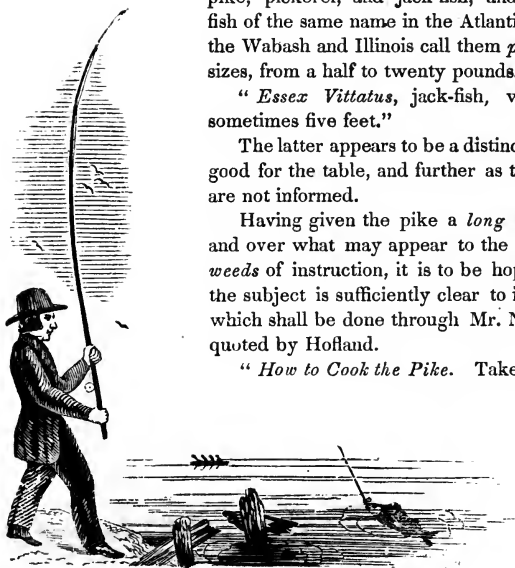 pike, pickerel, and jack-fish, and
fish of the same name in the Atlanti
the Wabash and Illinois call them p
sizes, from a half to twenty pounds
“ Essex Vittatus, jack-fish, v
sometimes five feet.”
The latter appears to be a distinc
good for the table, and further as t
are not informed.
Having given the pike a long
and over what may appear to the
weeds of instruction, it is to be hop
the subject is sufficiently clear to i
which shall be done through Mr. N
quoted by Hofland.
“ How to Cook the Pike. Take